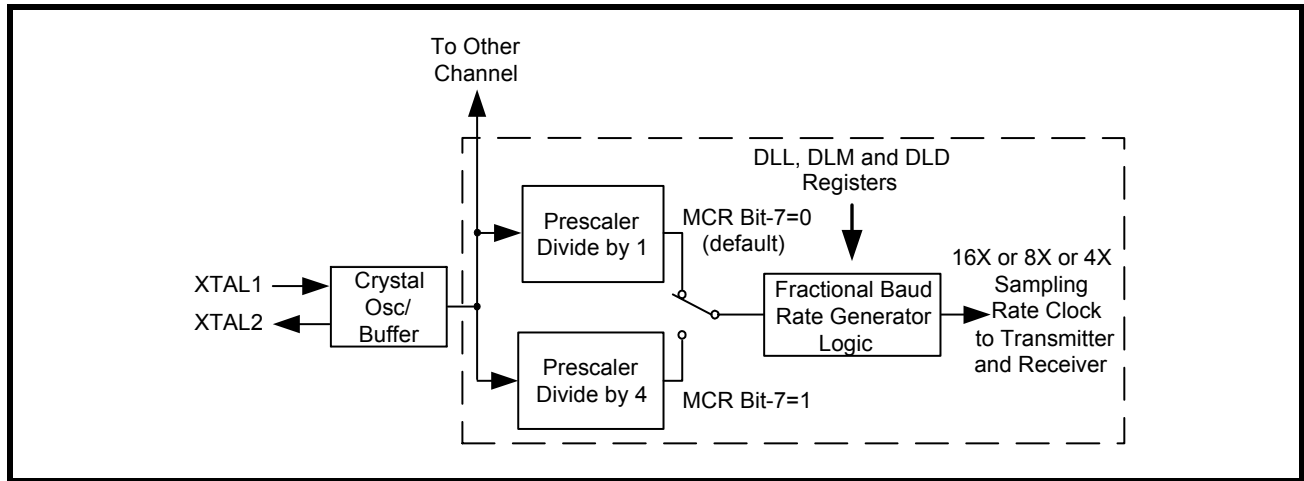 To Other
Channel
DLL, DLM and DLD
Registers
Prescaler
Divide by 1
MCR Bit-7=0
(default)
16X or 8X or 4X
Sampling
Rate Clock
to Transmitter
and Receiver
XTAL1
XTAL2
Crystal
Osc/
Buffer
Fractional Baud
Rate Generator
Logic
Prescaler
Divide by 4
MCR Bit-7=1